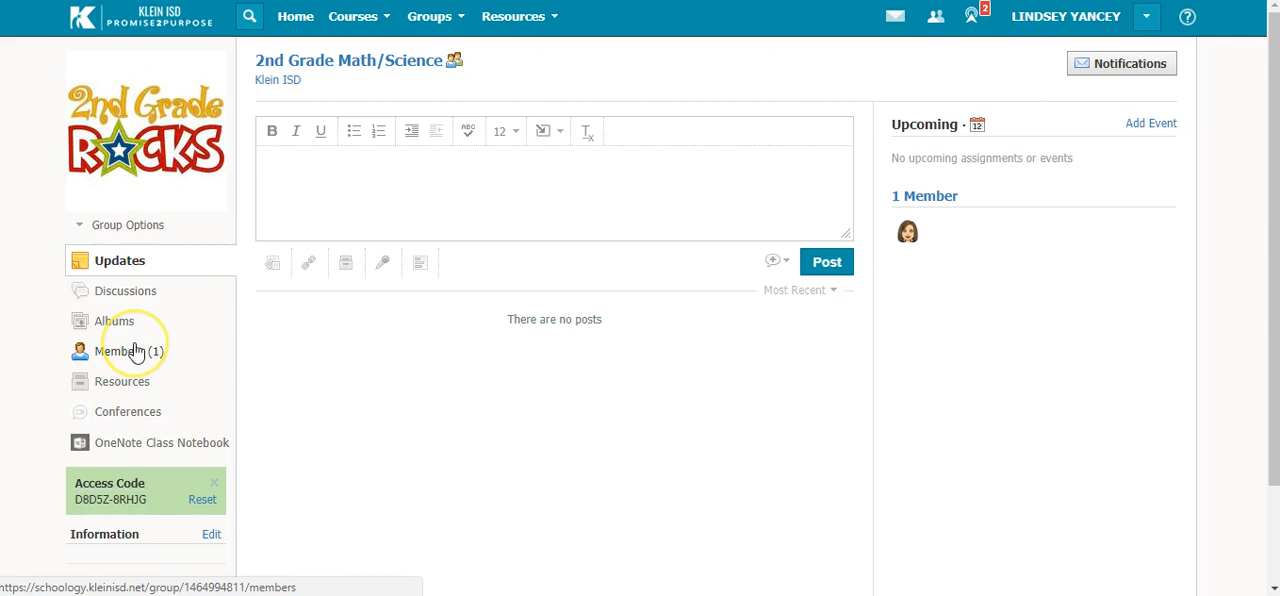 KLEIN ISD
PROMISE2PURPOSE
Home Courses Groups Resources
2
LINDSEY YANCEY
2nd Grade
ROCKS
2nd Grade Math/Science
Klein ISD
Notifications
B I U ABC 12 Tx
Upcoming · 12 Add Event
No upcoming assignments or events
1 Member
Group Options
Updates
Discussions
Albums
(1)
Resources
Conferences
OneNote Class Notebook
Post
Most Recent
There are no posts
Access Code
D8D5Z-8RHJG Reset
Information Edit
https://schoology.kleinisd.net/group/1464994811/members